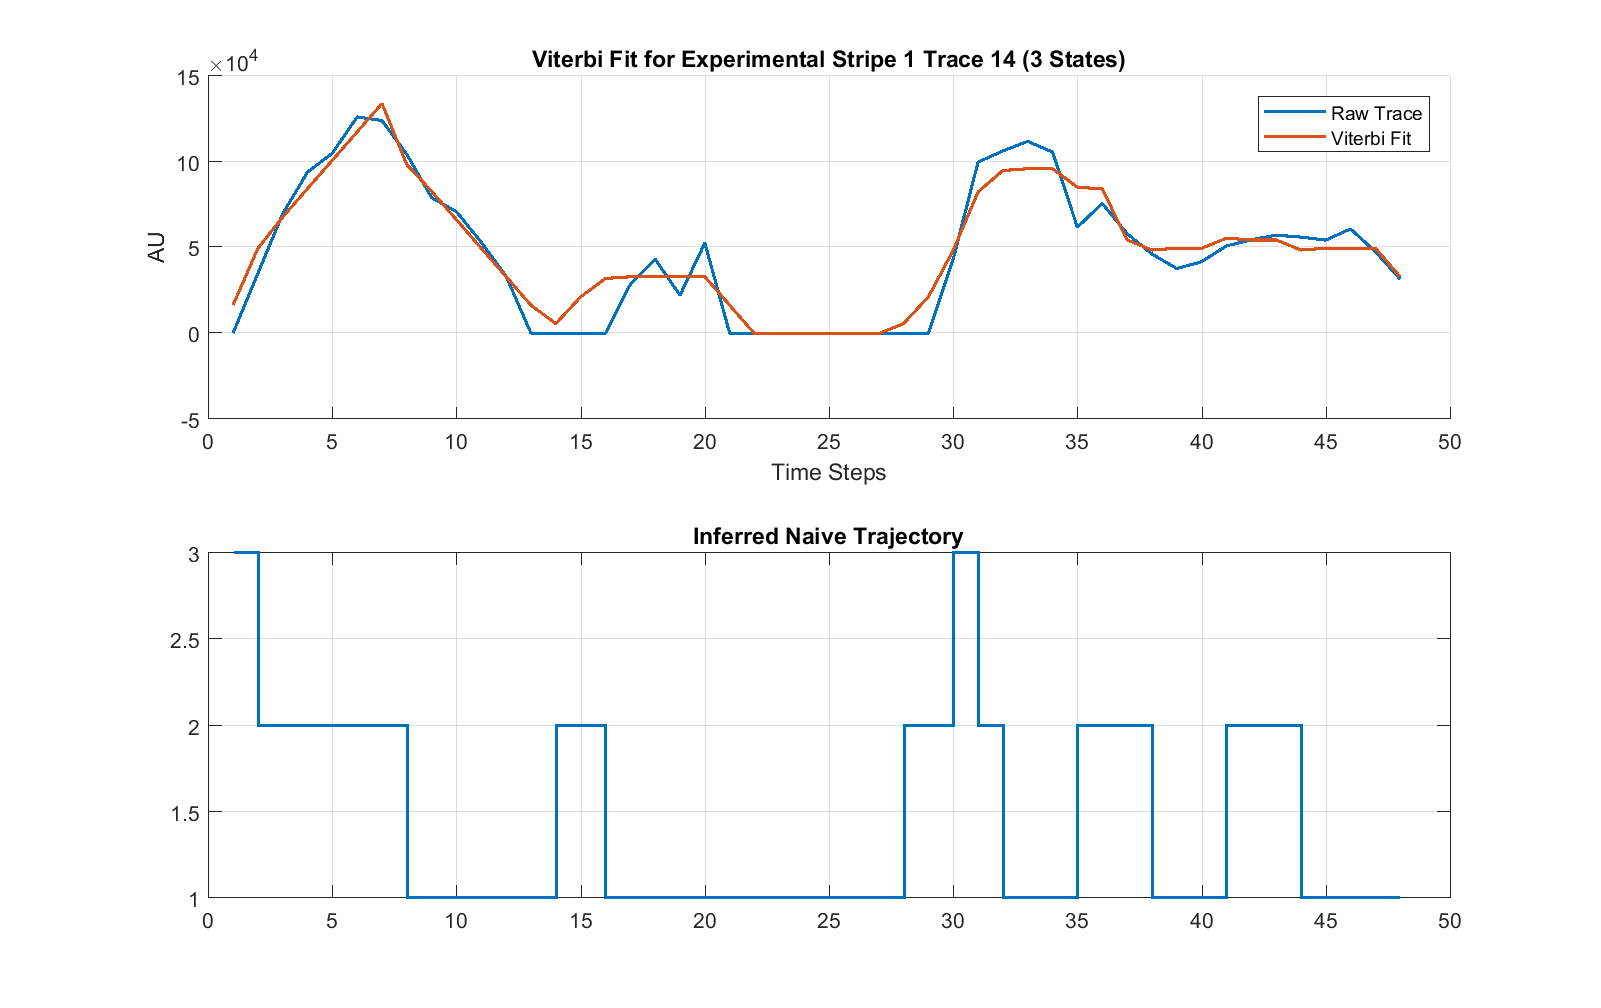 Viterbi Fit for Experimental Stripe 1 Trace 14 (3 States)
×10⁴
15
10
5
0
-5
AU
Raw Trace
Viterbi Fit
0 5 10 15 20 25 30 35 40 45 50
Time Steps
Inferred Naive Trajectory
3
2.5
2
1.5
1
0 5 10 15 20 25 30 35 40 45 50